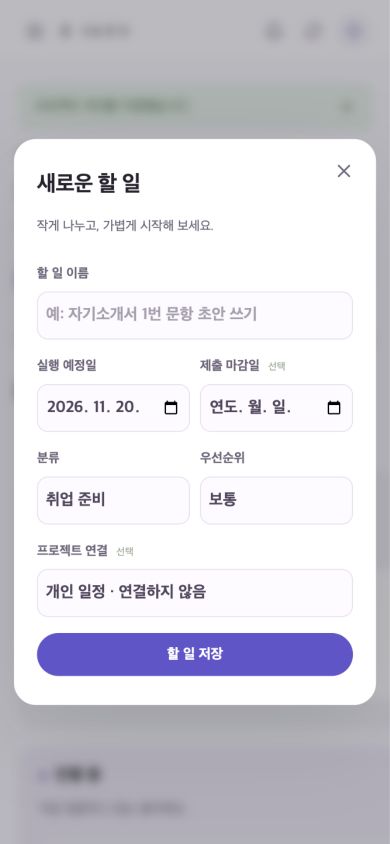 새로운 할 일
작게 나누고, 가볍게 시작해 보세요.
할 일 이름
예: 자기소개서 1번 문항 초안 쓰기
실행 예정일
제출 마감일 선택
2026. 11. 20.
연도. 월. 일.
분류
우선순위
취업 준비
보통
프로젝트 연결 선택
개인 일정 · 연결하지 않음
할 일 저장